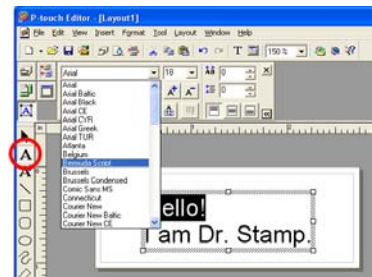 P-touch Editor - [Layout1]
File Edit View Insert Format Tool Layout Window Help
150 %
Arial 18 0
Arial
Arial Baltic
Arial Black
Arial CE
Arial CYR
Arial Greek
Arial TUR
Atlanta
Belgium
Bermuda Script
Brussels
Brussels Condensed
Comic Sans MS
Connecticut
Courier New
Courier New Baltic
Courier New CE
0
ello!
I am Dr. Stamp.